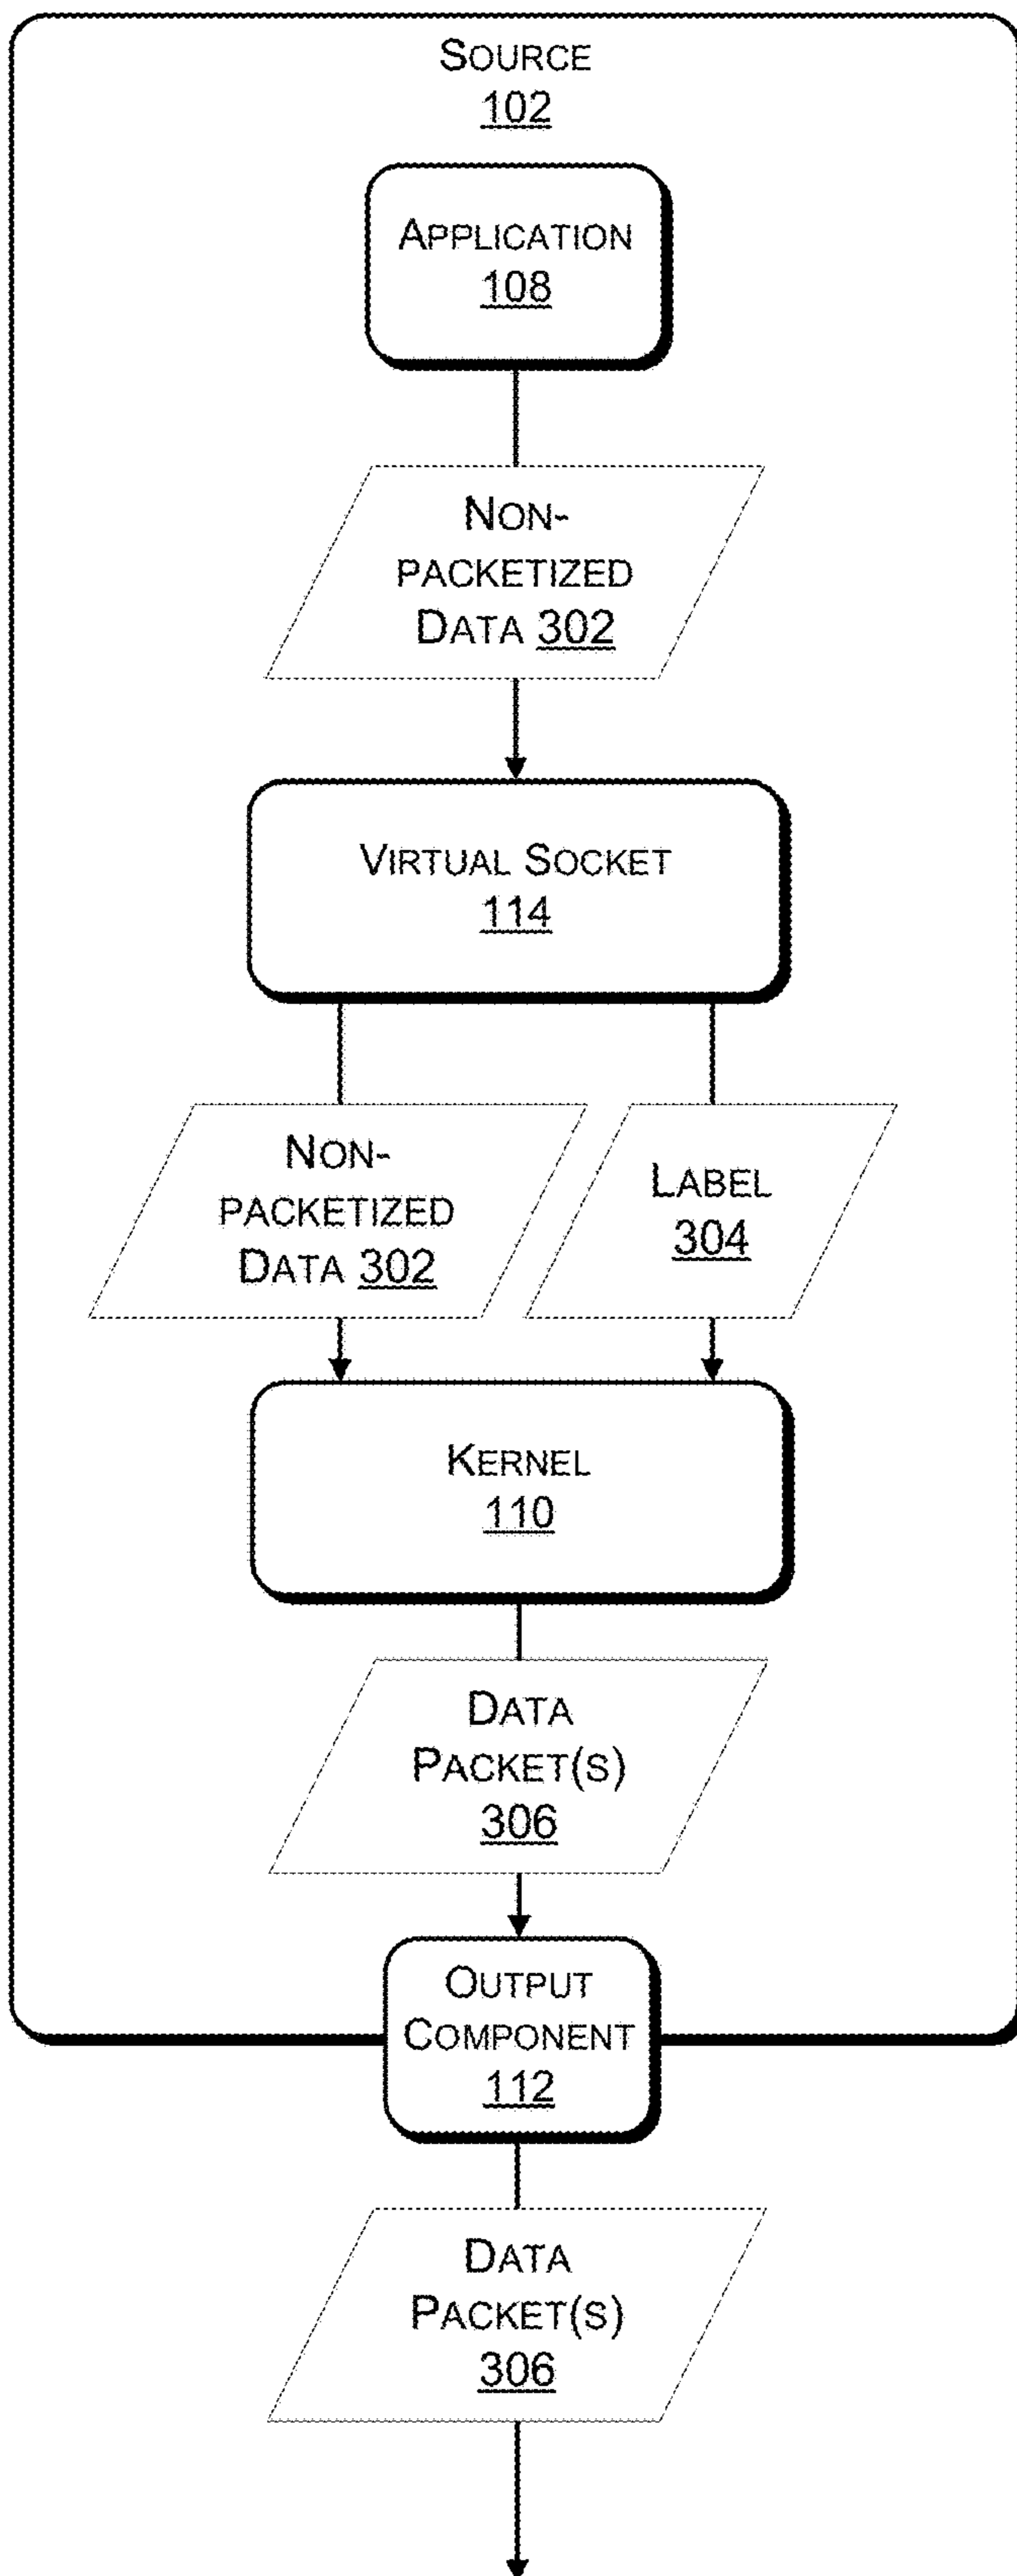 SOURCE
102
APPLICATION
108
NON-
PACKETIZED
DATA 302
VIRTUAL SOCKET
114
NON-
PACKETIZED
DATA 302
LABEL
304
KERNEL
110
DATA
PACKET(S)
306
OUTPUT
COMPONENT
112
DATA
PACKET(S)
306